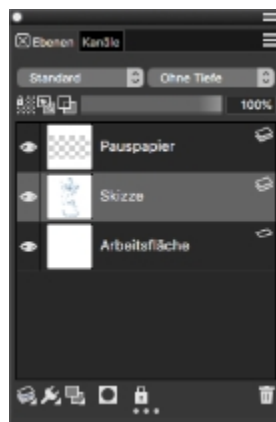 Ebenen Kanäle
Standard Ohne Tiefe
100%
Pauspapier
Skizze
Arbeitsfläche